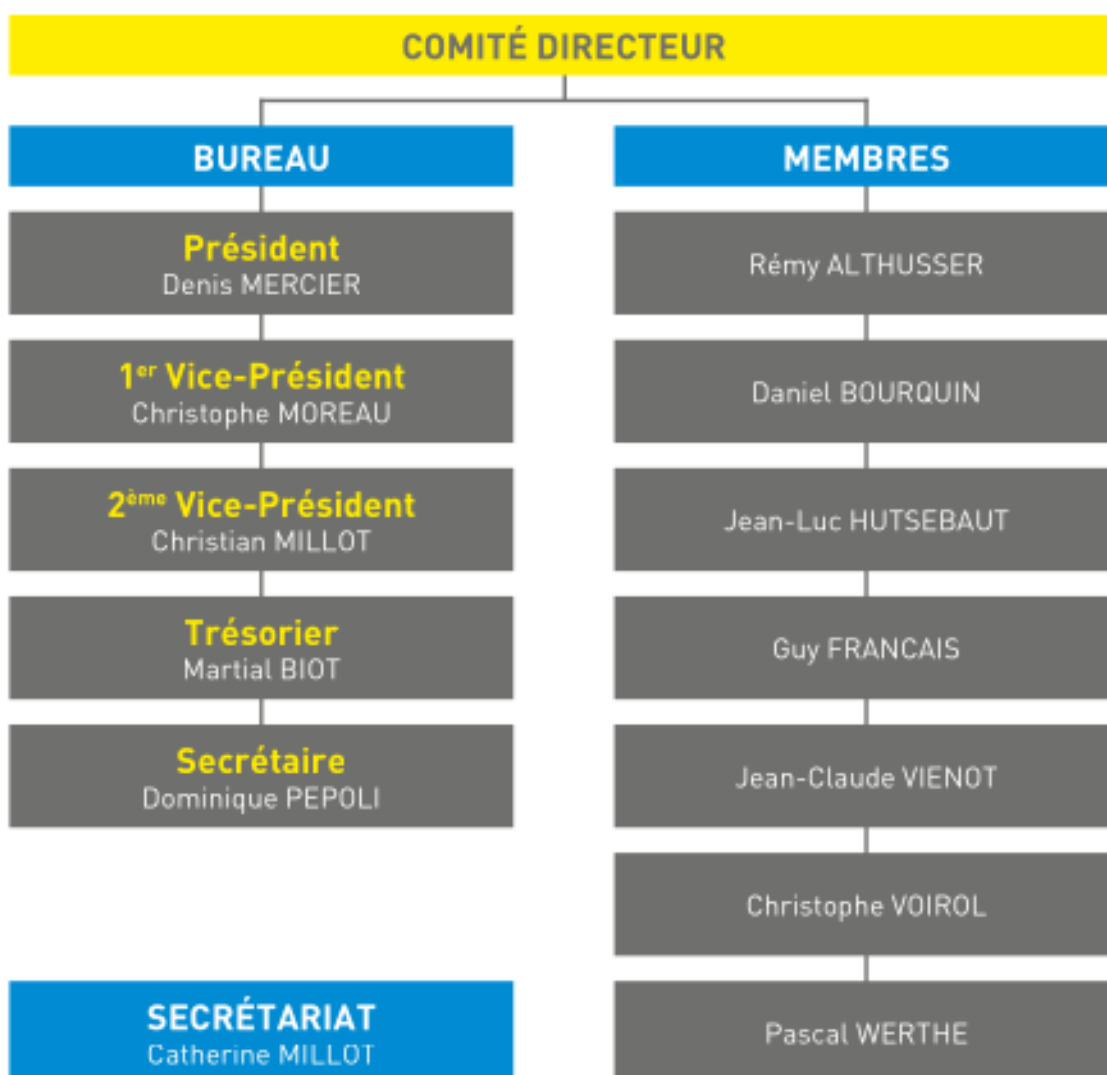 COMITÉ DIRECTEUR
BUREAU
Président
Denis MERCIER
1er Vice-Président
Christophe MOREAU
2ème Vice-Président
Christian MILLOT
Trésorier
Martial BIOT
Secrétaire
Dominique PEPOLI
SECRÉTARIAT
Catherine MILLOT
MEMBRES
Rémy ALTHUSSER
Daniel BOURQUIN
Jean-Luc HUTSEBAUT
Guy FRANCAIS
Jean-Claude VIENOT
Christophe VOIROL
Pascal WERTHE